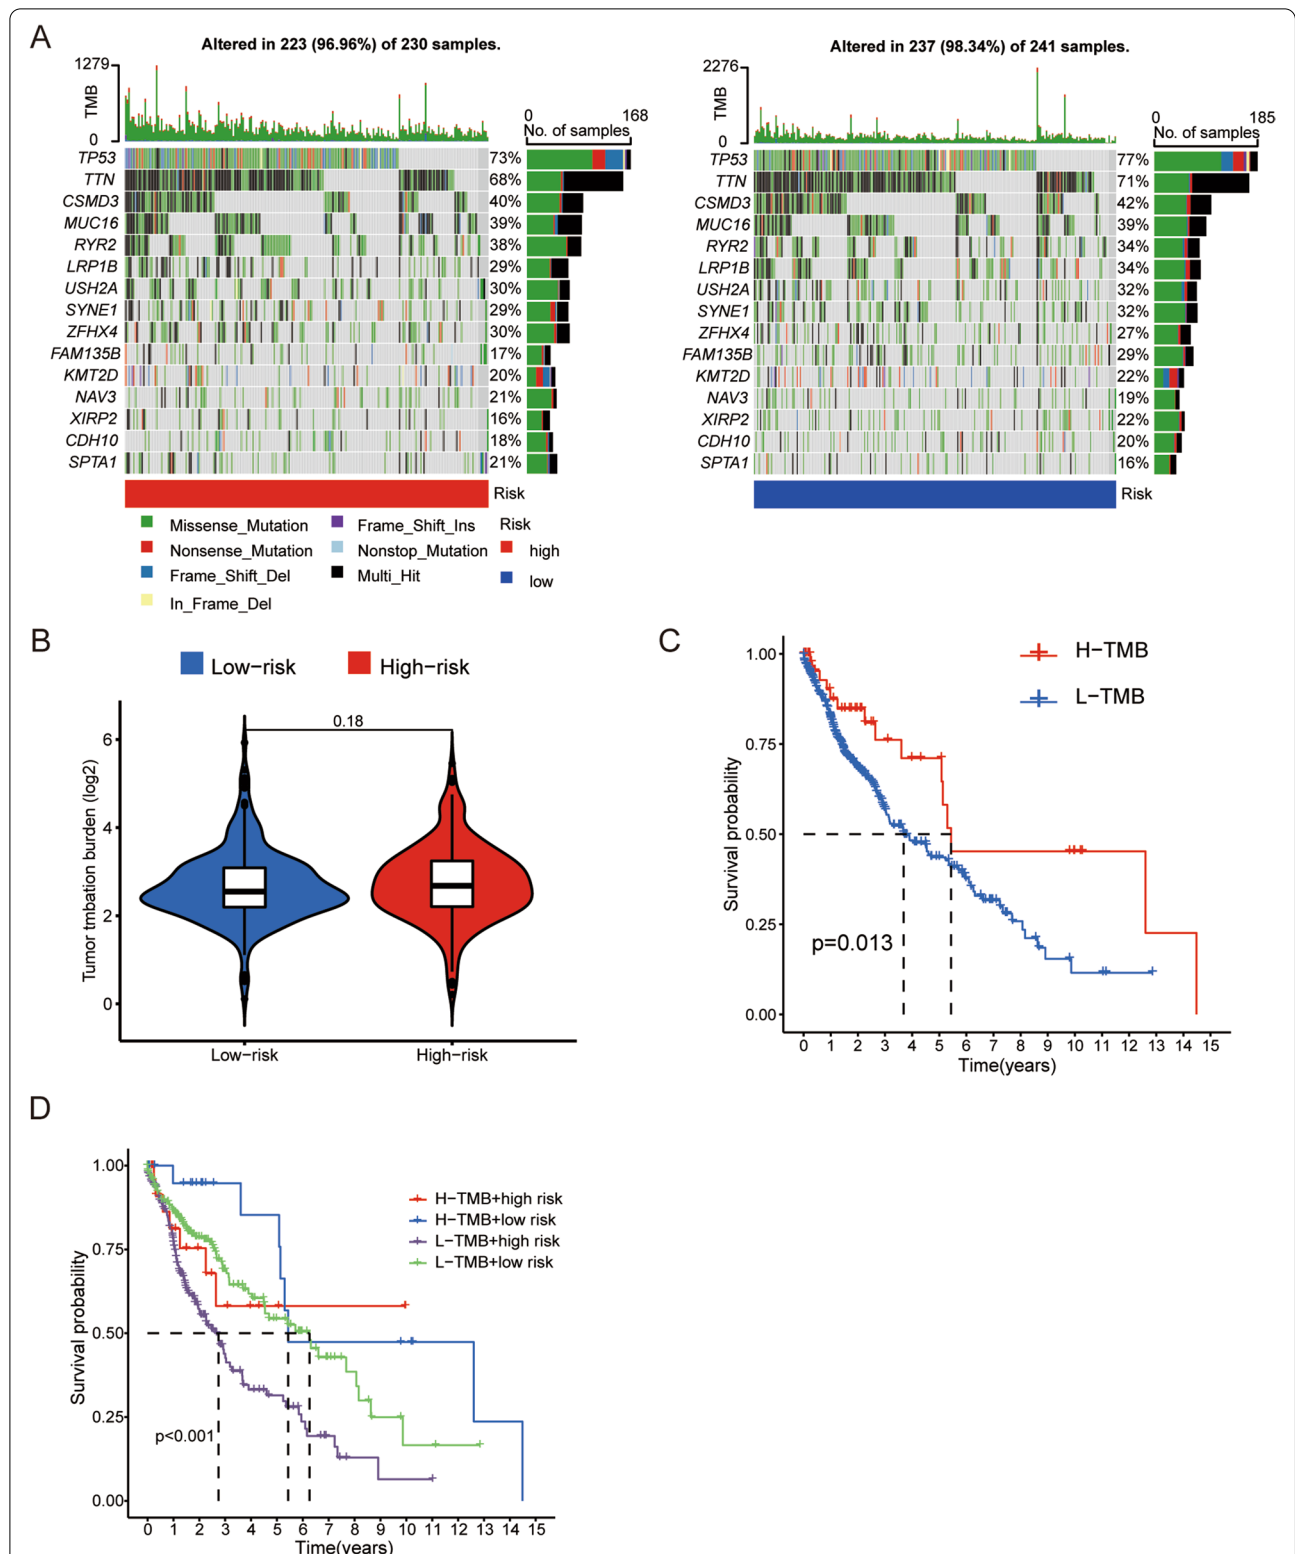 A
Altered in 223 (96.96%) of 230 samples.
1279
TMB
0
0 168
No. of samples
TP53 73%
TTN 68%
CSMD3 40%
MUC16 39%
RYR2 38%
LRP1B 29%
USH2A 30%
SYNE1 29%
ZFHX4 30%
FAM135B 17%
KMT2D 20%
NAV3 21%
XIRP2 16%
CDH10 18%
SPTA1 21%
Risk
Altered in 237 (98.34%) of 241 samples.
2276
TMB
0
0 185
No. of samples
TP53 77%
TTN 71%
CSMD3 42%
MUC16 39%
RYR2 34%
LRP1B 34%
USH2A 32%
SYNE1 32%
ZFHX4 27%
FAM135B 29%
KMT2D 22%
NAV3 19%
XIRP2 22%
CDH10 20%
SPTA1 16%
Risk
Missense_Mutation
Nonsense_Mutation
Frame_Shift_Del
In_Frame_Del
Frame_Shift_Ins
Nonstop_Mutation
Multi_Hit
Risk
high
low
B
Low−risk High−risk
0.18
Tumor tmbation burden (log2)
6
4
2
0
Low−risk High−risk
C
H−TMB
L−TMB
Survival probability
1.00
0.75
0.50
0.25
0.00
p=0.013
0 1 2 3 4 5 6 7 8 9 10 11 12 13 14 15
Time(years)
D
H−TMB+high risk
H−TMB+low risk
L−TMB+high risk
L−TMB+low risk
Survival probability
1.00
0.75
0.50
0.25
0.00
p<0.001
0 1 2 3 4 5 6 7 8 9 10 11 12 13 14 15
Time(years)